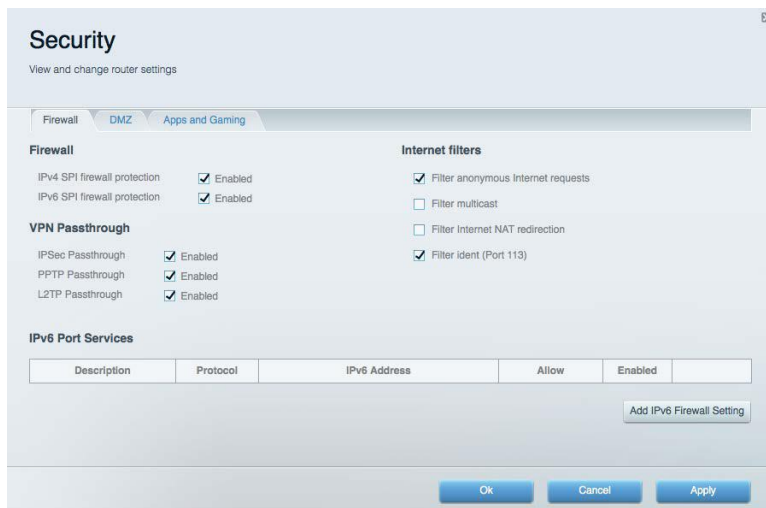 Security
View and change router settings
Firewall
DMZ
Apps and Gaming
Firewall
IPv4 SPI firewall protection
Enabled
IPv6 SPI firewall protection
Enabled
VPN Passthrough
IPSec Passthrough
Enabled
PPTP Passthrough
Enabled
L2TP Passthrough
Enabled
Internet filters
Filter anonymous Internet requests
Filter multicast
Filter Internet NAT redirection
Filter ident (Port 113)
IPv6 Port Services
Description
Protocol
IPv6 Address
Allow
Enabled
Add IPv6 Firewall Setting
Ok
Cancel
Apply